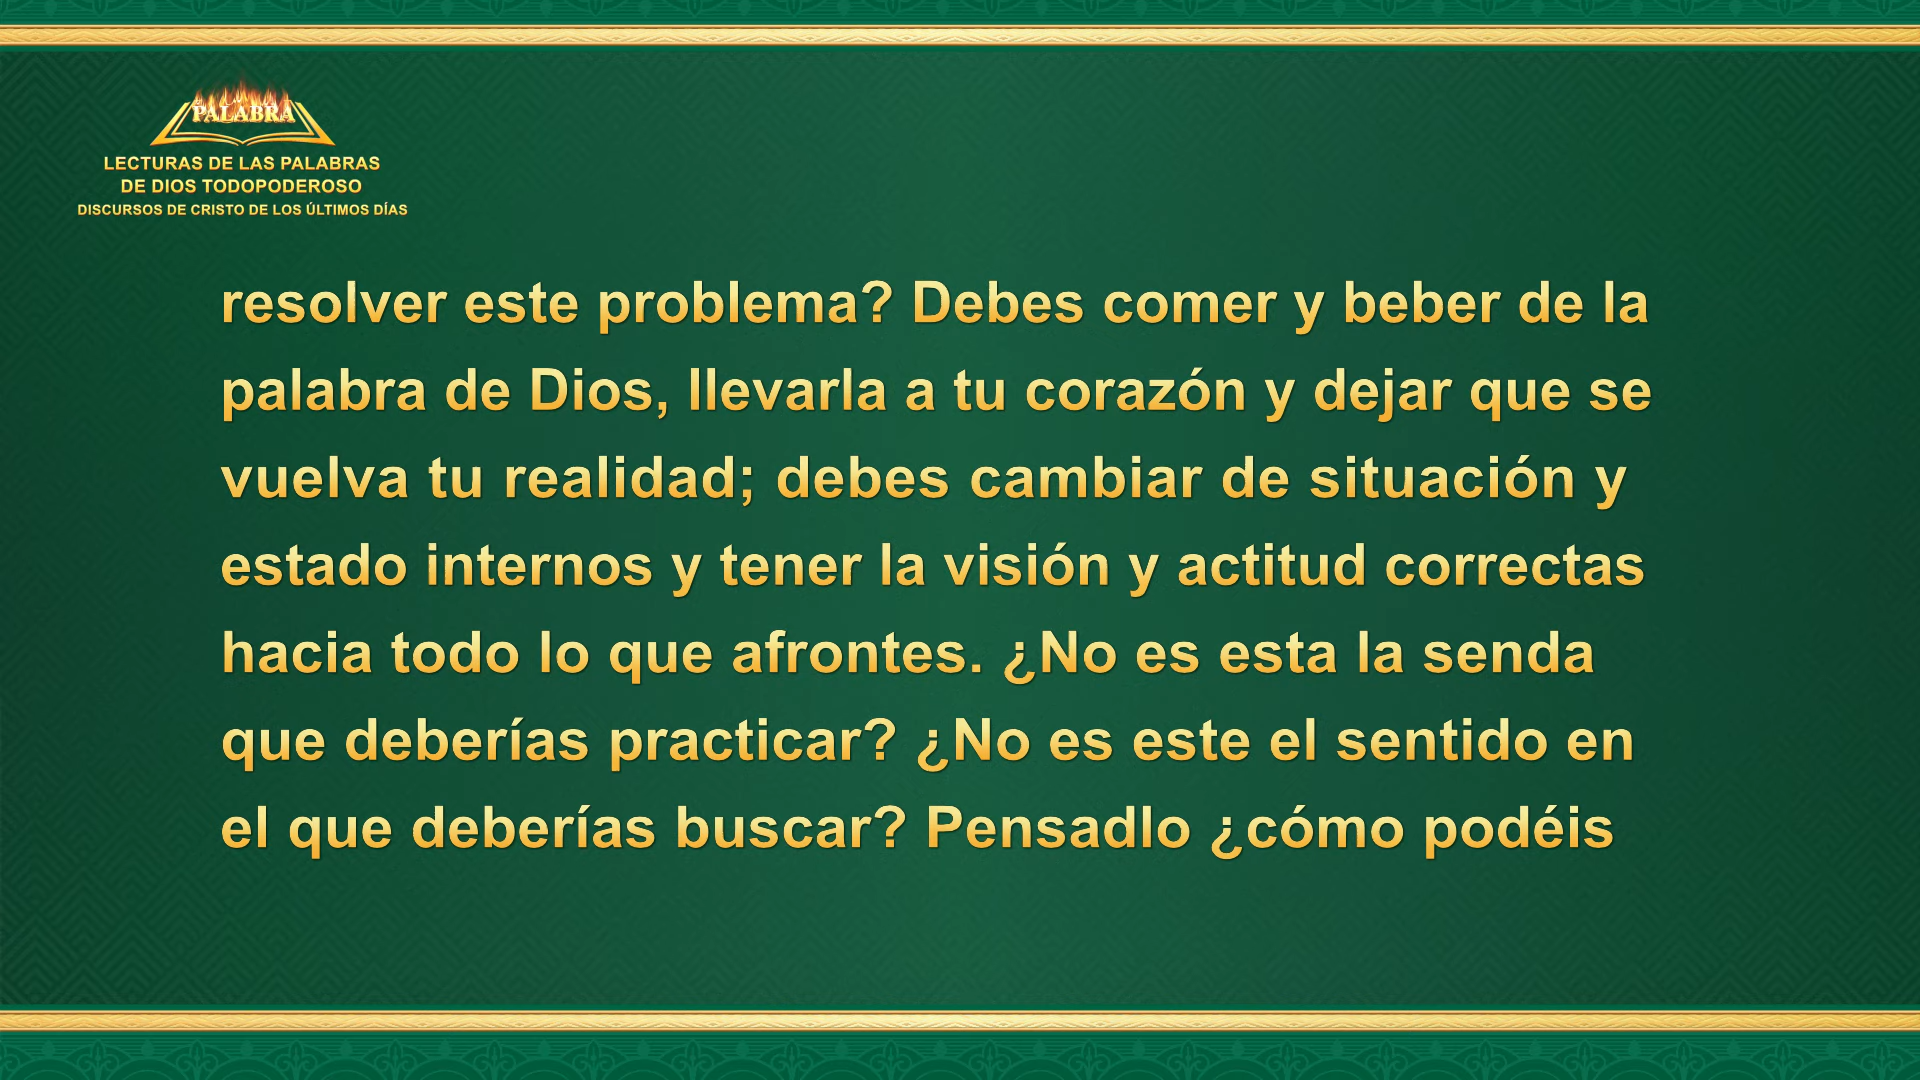 PALABRA
LECTURAS DE LAS PALABRAS
DE DIOS TODOPODEROSO
DISCURSOS DE CRISTO DE LOS ÚLTIMOS DÍAS
resolver este problema? Debes comer y beber de la
palabra de Dios, llevarla a tu corazón y dejar que se
vuelva tu realidad; debes cambiar de situación y
estado internos y tener la visión y actitud correctas
hacia todo lo que afrontes. ¿No es esta la senda
que deberías practicar? ¿No es este el sentido en
el que deberías buscar? Pensadlo ¿cómo podéis